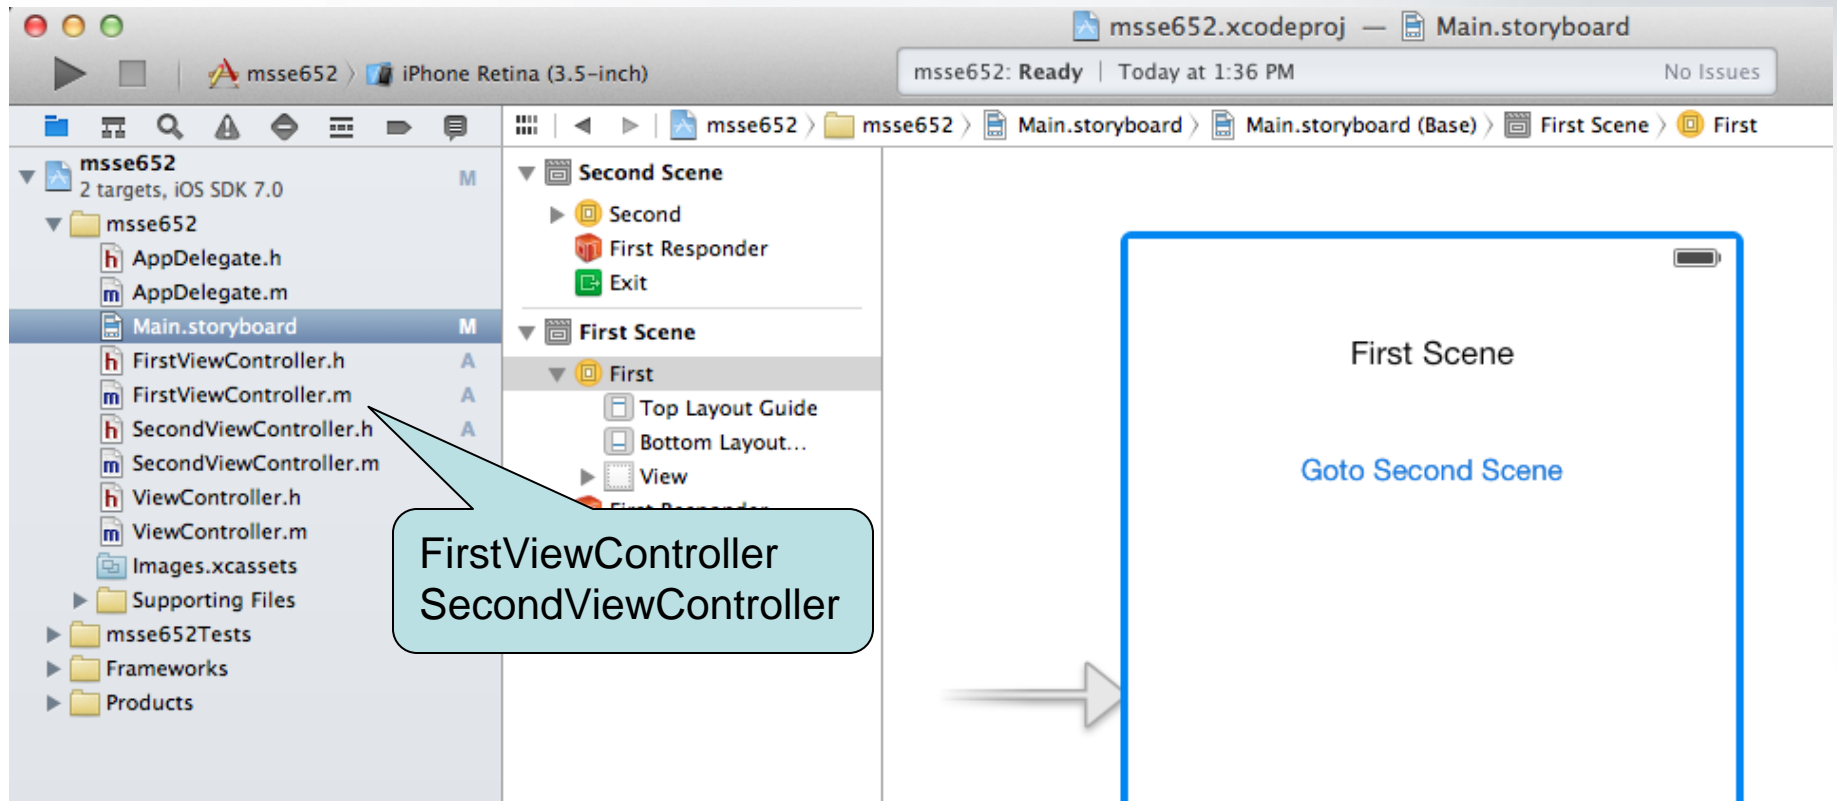 msse652.xcodeproj — Main.storyboard
msse652 iPhone Retina (3.5-inch)
msse652: Ready | Today at 1:36 PM No Issues
msse652 msse652 Main.storyboard Main.storyboard (Base) First Scene First
msse652 M
2 targets, iOS SDK 7.0
msse652
AppDelegate.h
AppDelegate.m
Main.storyboard M
FirstViewController.h A
FirstViewController.m A
SecondViewController.h A
SecondViewController.m
ViewController.h
ViewController.m
Images.xcassets
Supporting Files
msse652Tests
Frameworks
Products
Second Scene
Second
First Responder
Exit
First Scene
First
Top Layout Guide
Bottom Layout...
View
First Responder
FirstViewController
SecondViewController
First Scene
Goto Second Scene